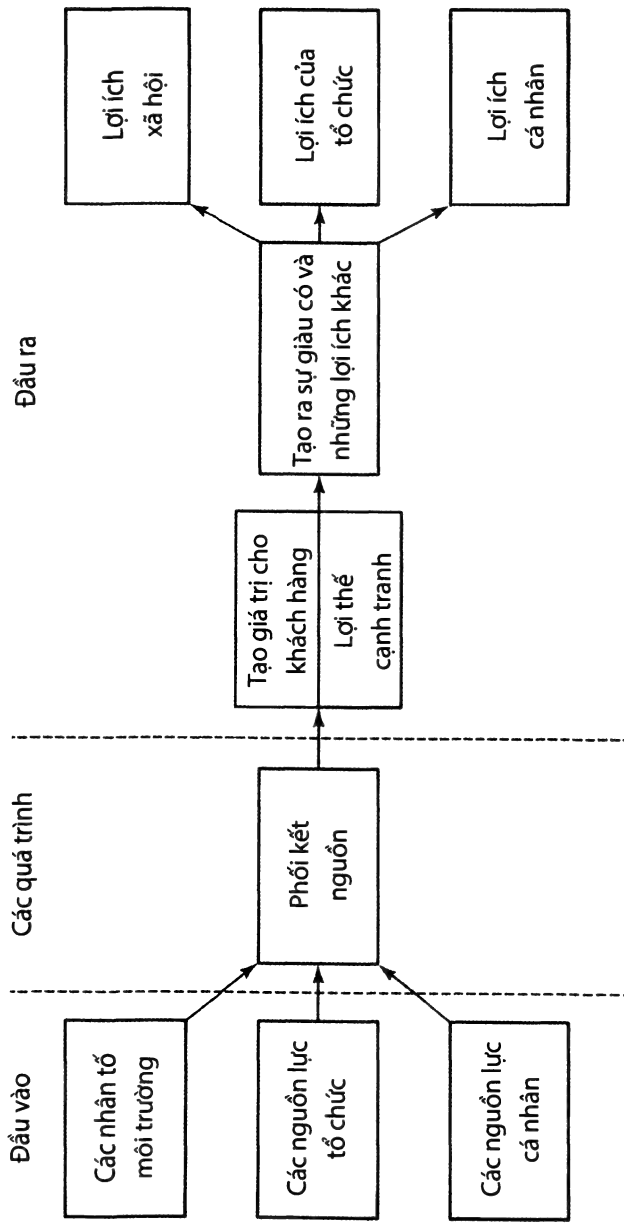 Đầu vào
Các quá trình
Đầu ra
Các nhân tố
môi trường
Các nguồn lực
tổ chức
Các nguồn lực
cá nhân
Phối kết
nguồn
Tạo giá trị cho
khách hàng
Lợi thế
cạnh tranh
Tạo ra sự giàu có và
những lợi ích khác
Lợi ích
xã hội
Lợi ích của
tổ chức
Lợi ích
cá nhân